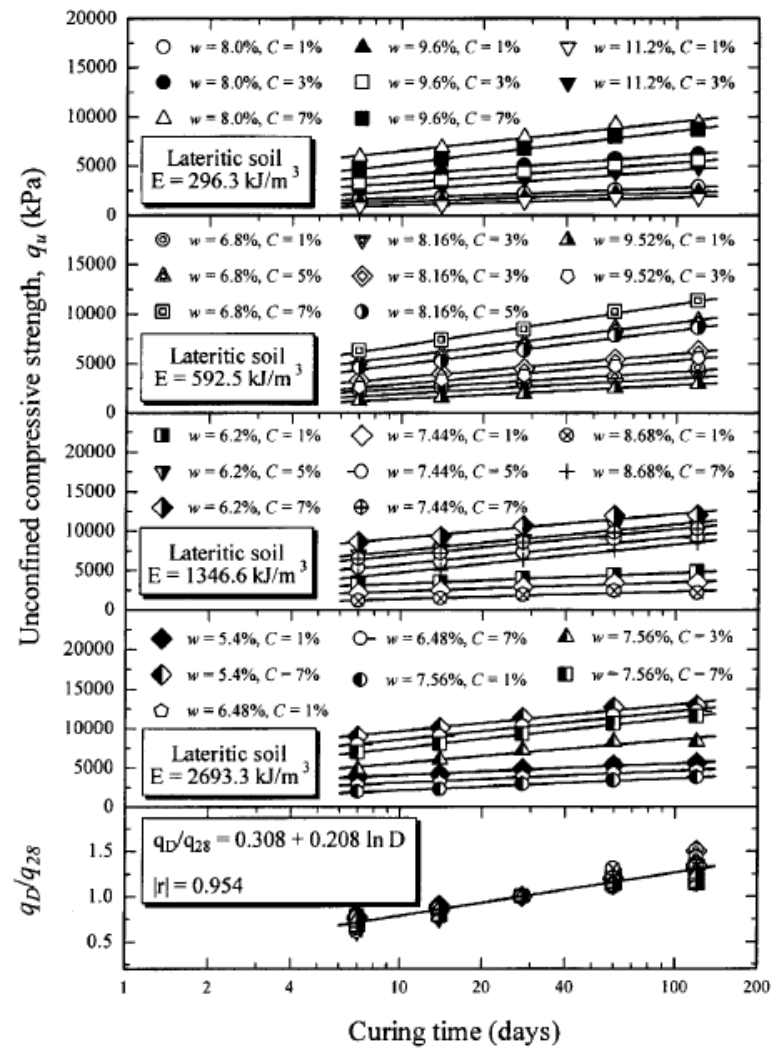 Unconfined compressive strength, q_u (kPa)
20000
15000
10000
5000
0
w = 8.0%, C = 1% w = 9.6%, C = 1% w = 11.2%, C = 1%
w = 8.0%, C = 3% w = 9.6%, C = 3% w = 11.2%, C = 3%
w = 8.0%, C = 7% w = 9.6%, C = 7%
Lateritic soil
E = 296.3 kJ/m³
15000
10000
5000
0
w = 6.8%, C = 1% w = 8.16%, C = 3% w = 9.52%, C = 1%
w = 6.8%, C = 5% w = 8.16%, C = 3% w = 9.52%, C = 3%
w = 6.8%, C = 7% w = 8.16%, C = 5%
Lateritic soil
E = 592.5 kJ/m³
20000
15000
10000
5000
0
w = 6.2%, C = 1% w = 7.44%, C = 1% w = 8.68%, C = 1%
w = 6.2%, C = 5% w = 7.44%, C = 5% w = 8.68%, C = 7%
w = 6.2%, C = 7% w = 7.44%, C = 7%
Lateritic soil
E = 1346.6 kJ/m³
20000
15000
10000
5000
0
w = 5.4%, C = 1% w = 6.48%, C = 7% w = 7.56%, C = 3%
w = 5.4%, C = 7% w = 7.56%, C = 1% w = 7.56%, C = 7%
w = 6.48%, C = 1%
Lateritic soil
E = 2693.3 kJ/m³
q_D/q_28
1.5
1.0
0.5
q_D/q_28 = 0.308 + 0.208 ln D
|r| = 0.954
1 2 4 10 20 40 100 200
Curing time (days)